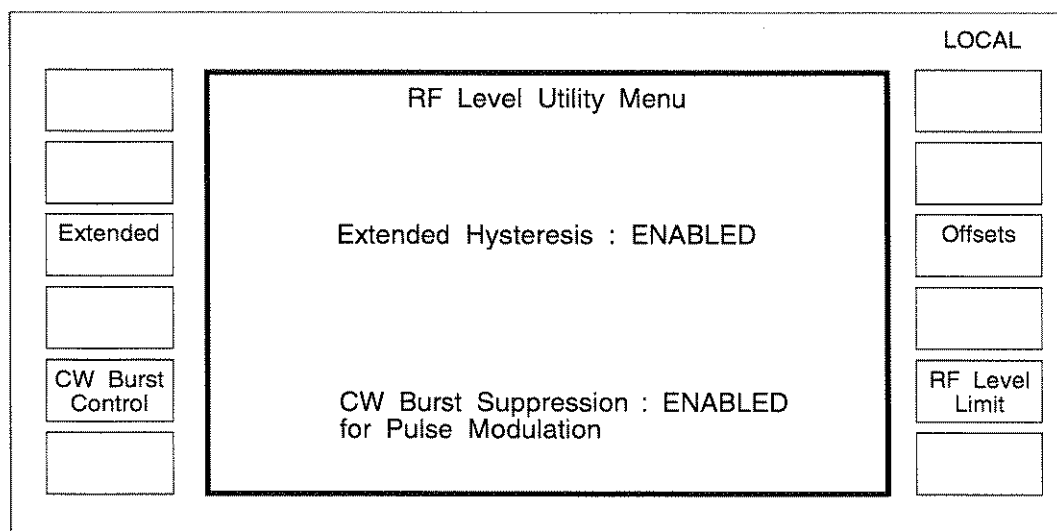 LOCAL
RF Level Utility Menu
Extended
Extended Hysteresis : ENABLED
Offsets
CW Burst
Control
CW Burst Suppression : ENABLED
for Pulse Modulation
RF Level
Limit